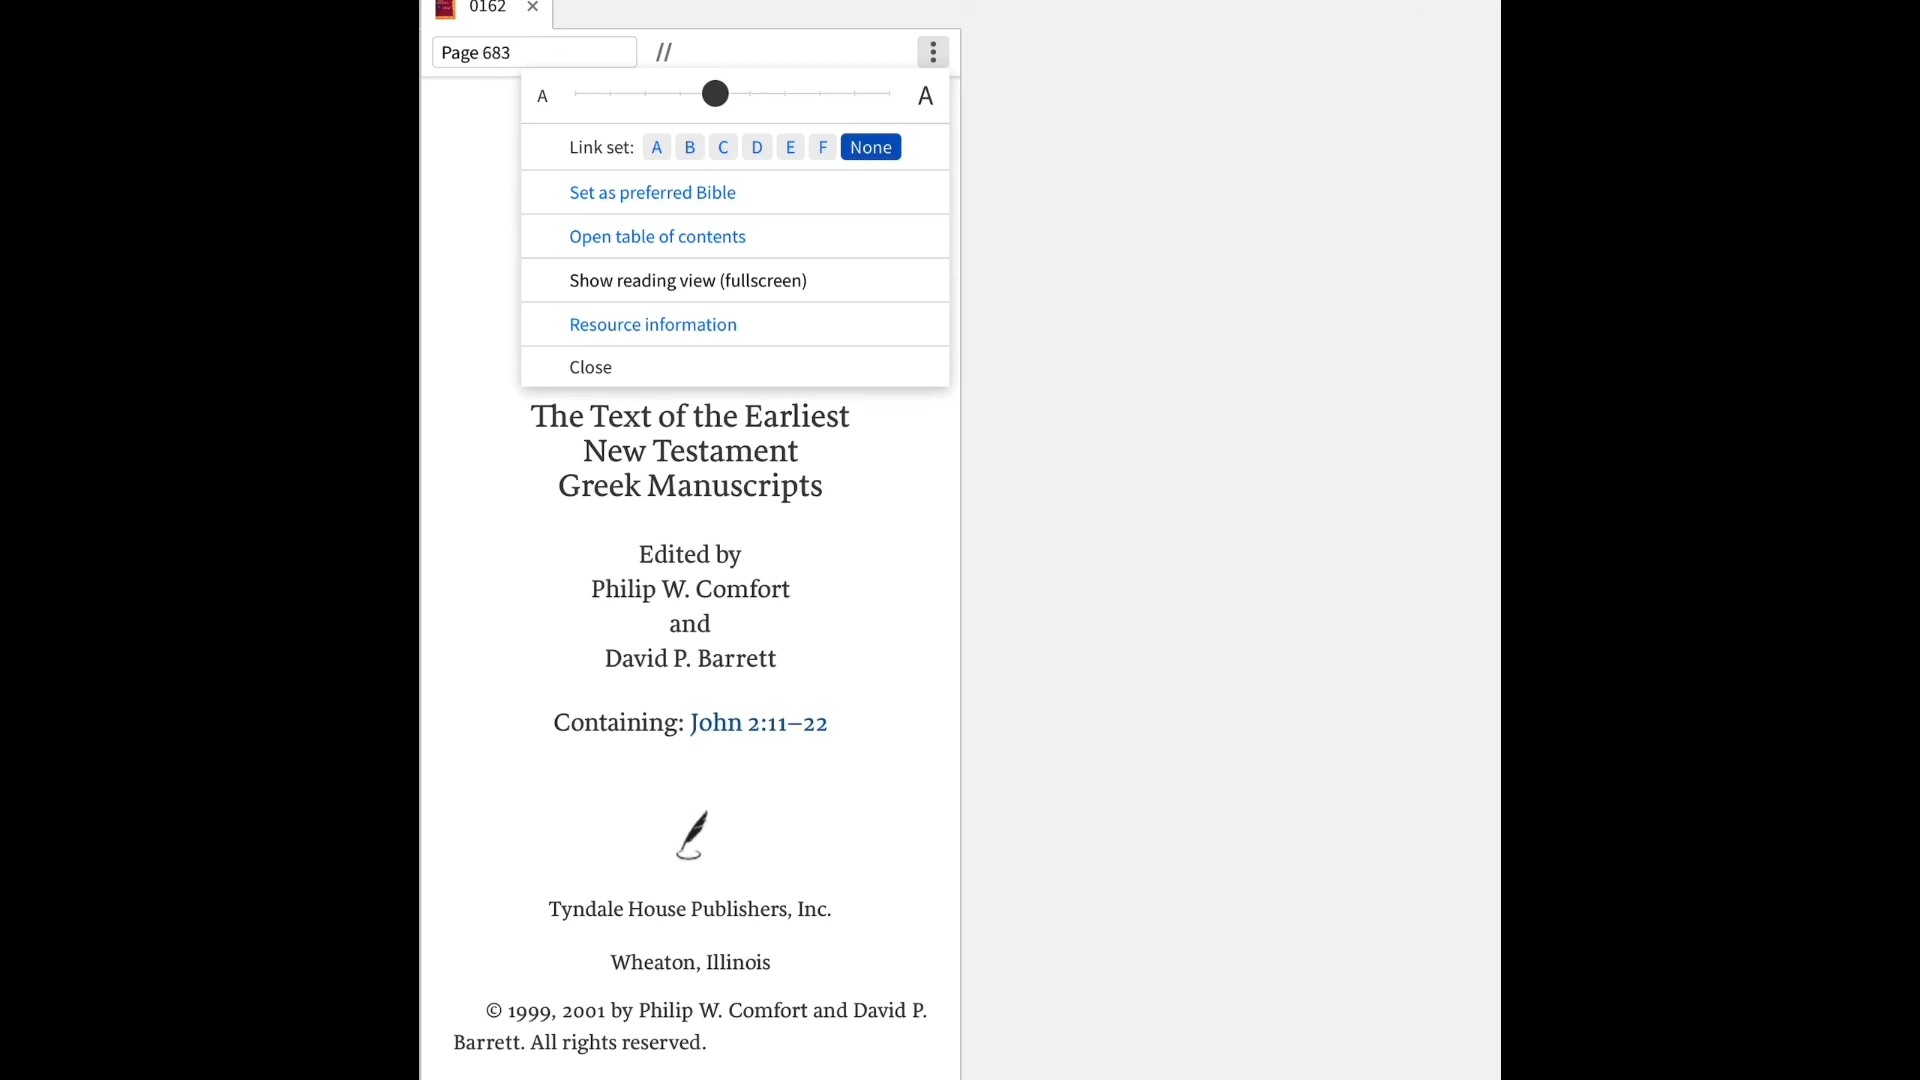 0162
Page 683
A A
Link set: A B C D E F None
Set as preferred Bible
Open table of contents
Show reading view (fullscreen)
Resource information
Close
The Text of the Earliest
New Testament
Greek Manuscripts
Edited by
Philip W. Comfort
and
David P. Barrett
Containing: John 2:11–22
Tyndale House Publishers, Inc.
Wheaton, Illinois
© 1999, 2001 by Philip W. Comfort and David P.
Barrett. All rights reserved.